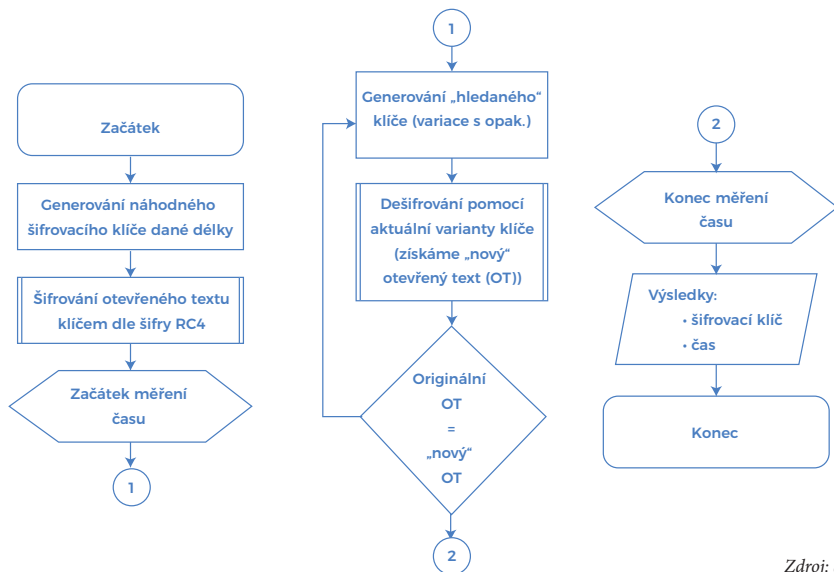 Začátek
Generování náhodného
šifrovacího klíče dané délky
Šifrování otevřeného textu
klíčem dle šifry RC4
Začátek měření
času
1
1
Generování „hledaného“
klíče (variace s opak.)
Dešifrování pomocí
aktuální varianty klíče
(získáme „nový“
otevřený text (OT))
Originální
OT
=
„nový“
OT
2
2
Konec měření
času
Výsledky:
• šifrovací klíč
• čas
Konec
Zdroj: